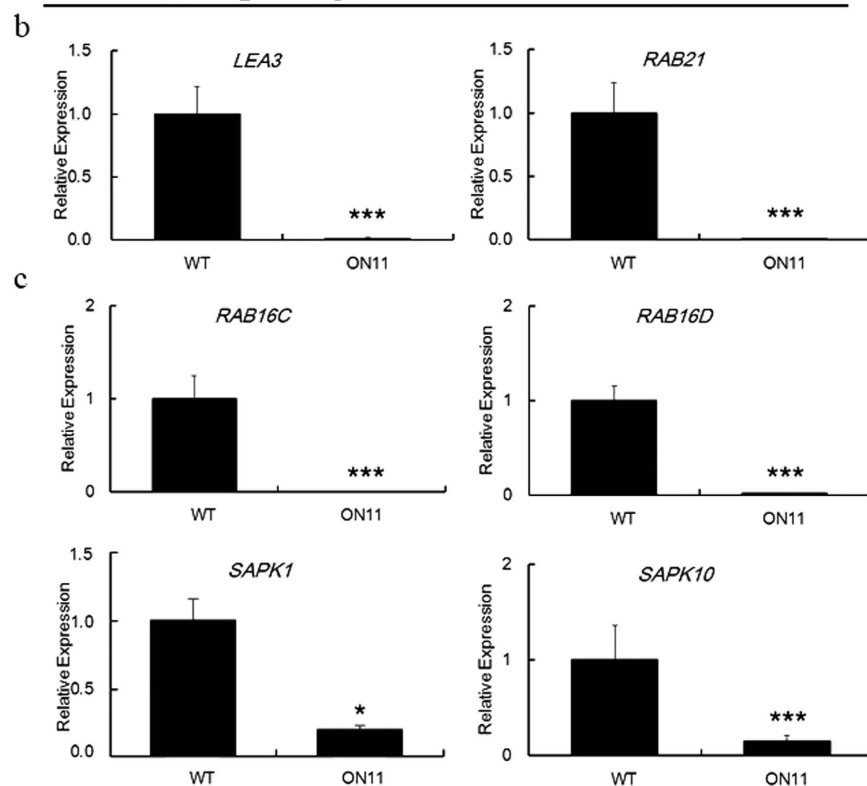 b
LEA3
Relative Expression
1.5
1.0
0.5
0.0
***
WT
ON11
RAB21
Relative Expression
1.5
1.0
0.5
0.0
***
WT
ON11
c
RAB16C
Relative Expression
2
1
0
***
WT
ON11
RAB16D
Relative Expression
2
1
0
***
WT
ON11
SAPK1
Relative Expression
1.5
1.0
0.5
0.0
*
WT
ON11
SAPK10
Relative Expression
2
1
0
***
WT
ON11